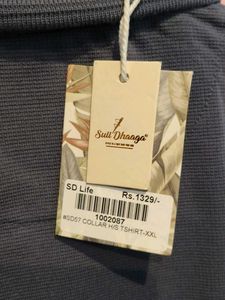 Suti Dhaaga
SD Life
Rs.1329/-
1002087
#SD57 COLLAR H/S TSHIRT-XXL